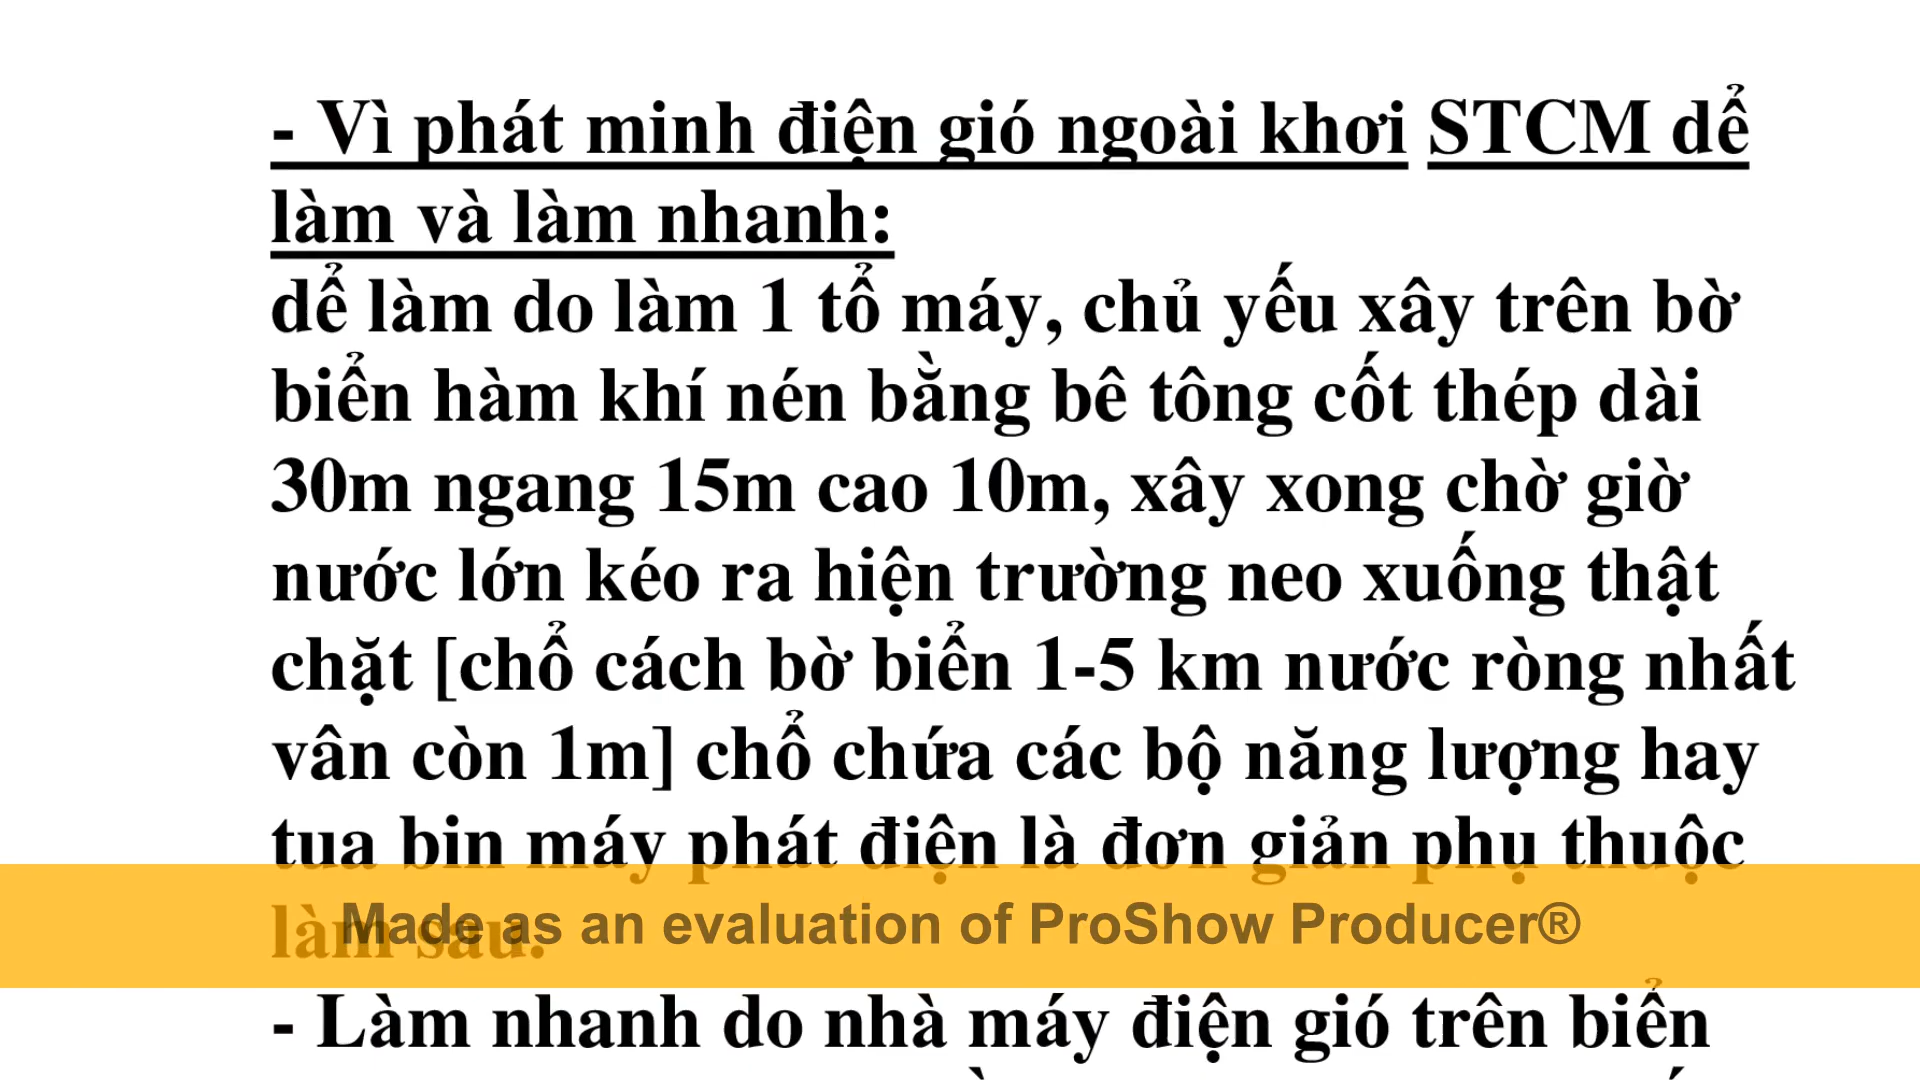 - Vì phát minh điện gió ngoài khơi STCM dể
làm và làm nhanh:
dể làm do làm 1 tổ máy, chủ yếu xây trên bờ
biển hàm khí nén bằng bê tông cốt thép dài
30m ngang 15m cao 10m, xây xong chờ giờ
nước lớn kéo ra hiện trường neo xuống thật
chặt [chổ cách bờ biển 1-5 km nước ròng nhất
vân còn 1m] chổ chứa các bộ năng lượng hay
tua bin máy phát điện là đơn giản phụ thuộc
làm sau.
Made as an evaluation of ProShow Producer®
- Làm nhanh do nhà máy điện gió trên biển